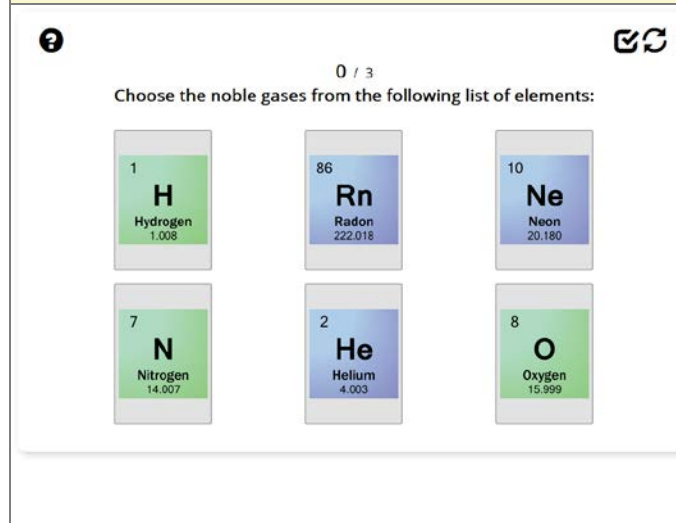 ?
0 / 3
Choose the noble gases from the following list of elements:
1
H
Hydrogen
1.008
86
Rn
Radon
222.018
10
Ne
Neon
20.180
7
N
Nitrogen
14.007
2
He
Helium
4.003
8
O
Oxygen
15.999